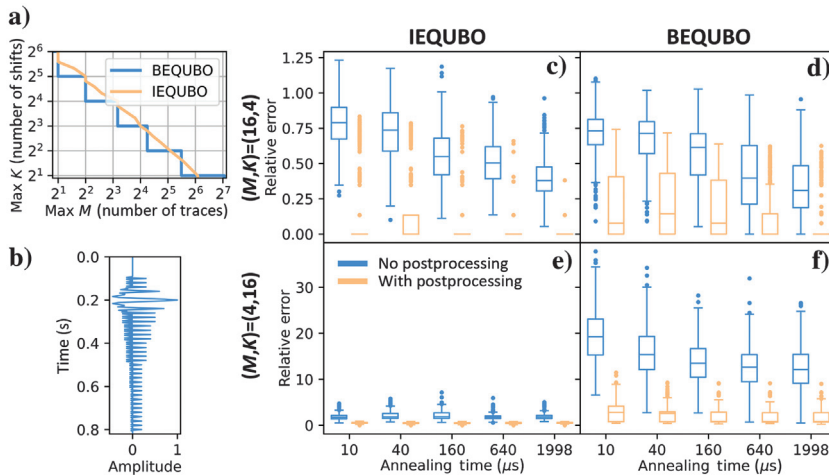 a)
2^6
2^5
2^4
2^3
2^2
2^1
Max K (number of shifts)
BEQUBO
IEQUBO
2^1 2^2 2^3 2^4 2^5 2^6 2^7
Max M (number of traces)
b)
0.0
0.2
0.4
0.6
0.8
Time (s)
0 1
Amplitude
IEQUBO
BEQUBO
(M,K)=(16,4)
Relative error
1.25
1.00
0.75
0.50
0.25
0.00
c)
d)
(M,K)=(4,16)
Relative error
30
20
10
0
No postprocessing
With postprocessing
e)
f)
10 40 160 640 1998
Annealing time (μs)
10 40 160 640 1998
Annealing time (μs)